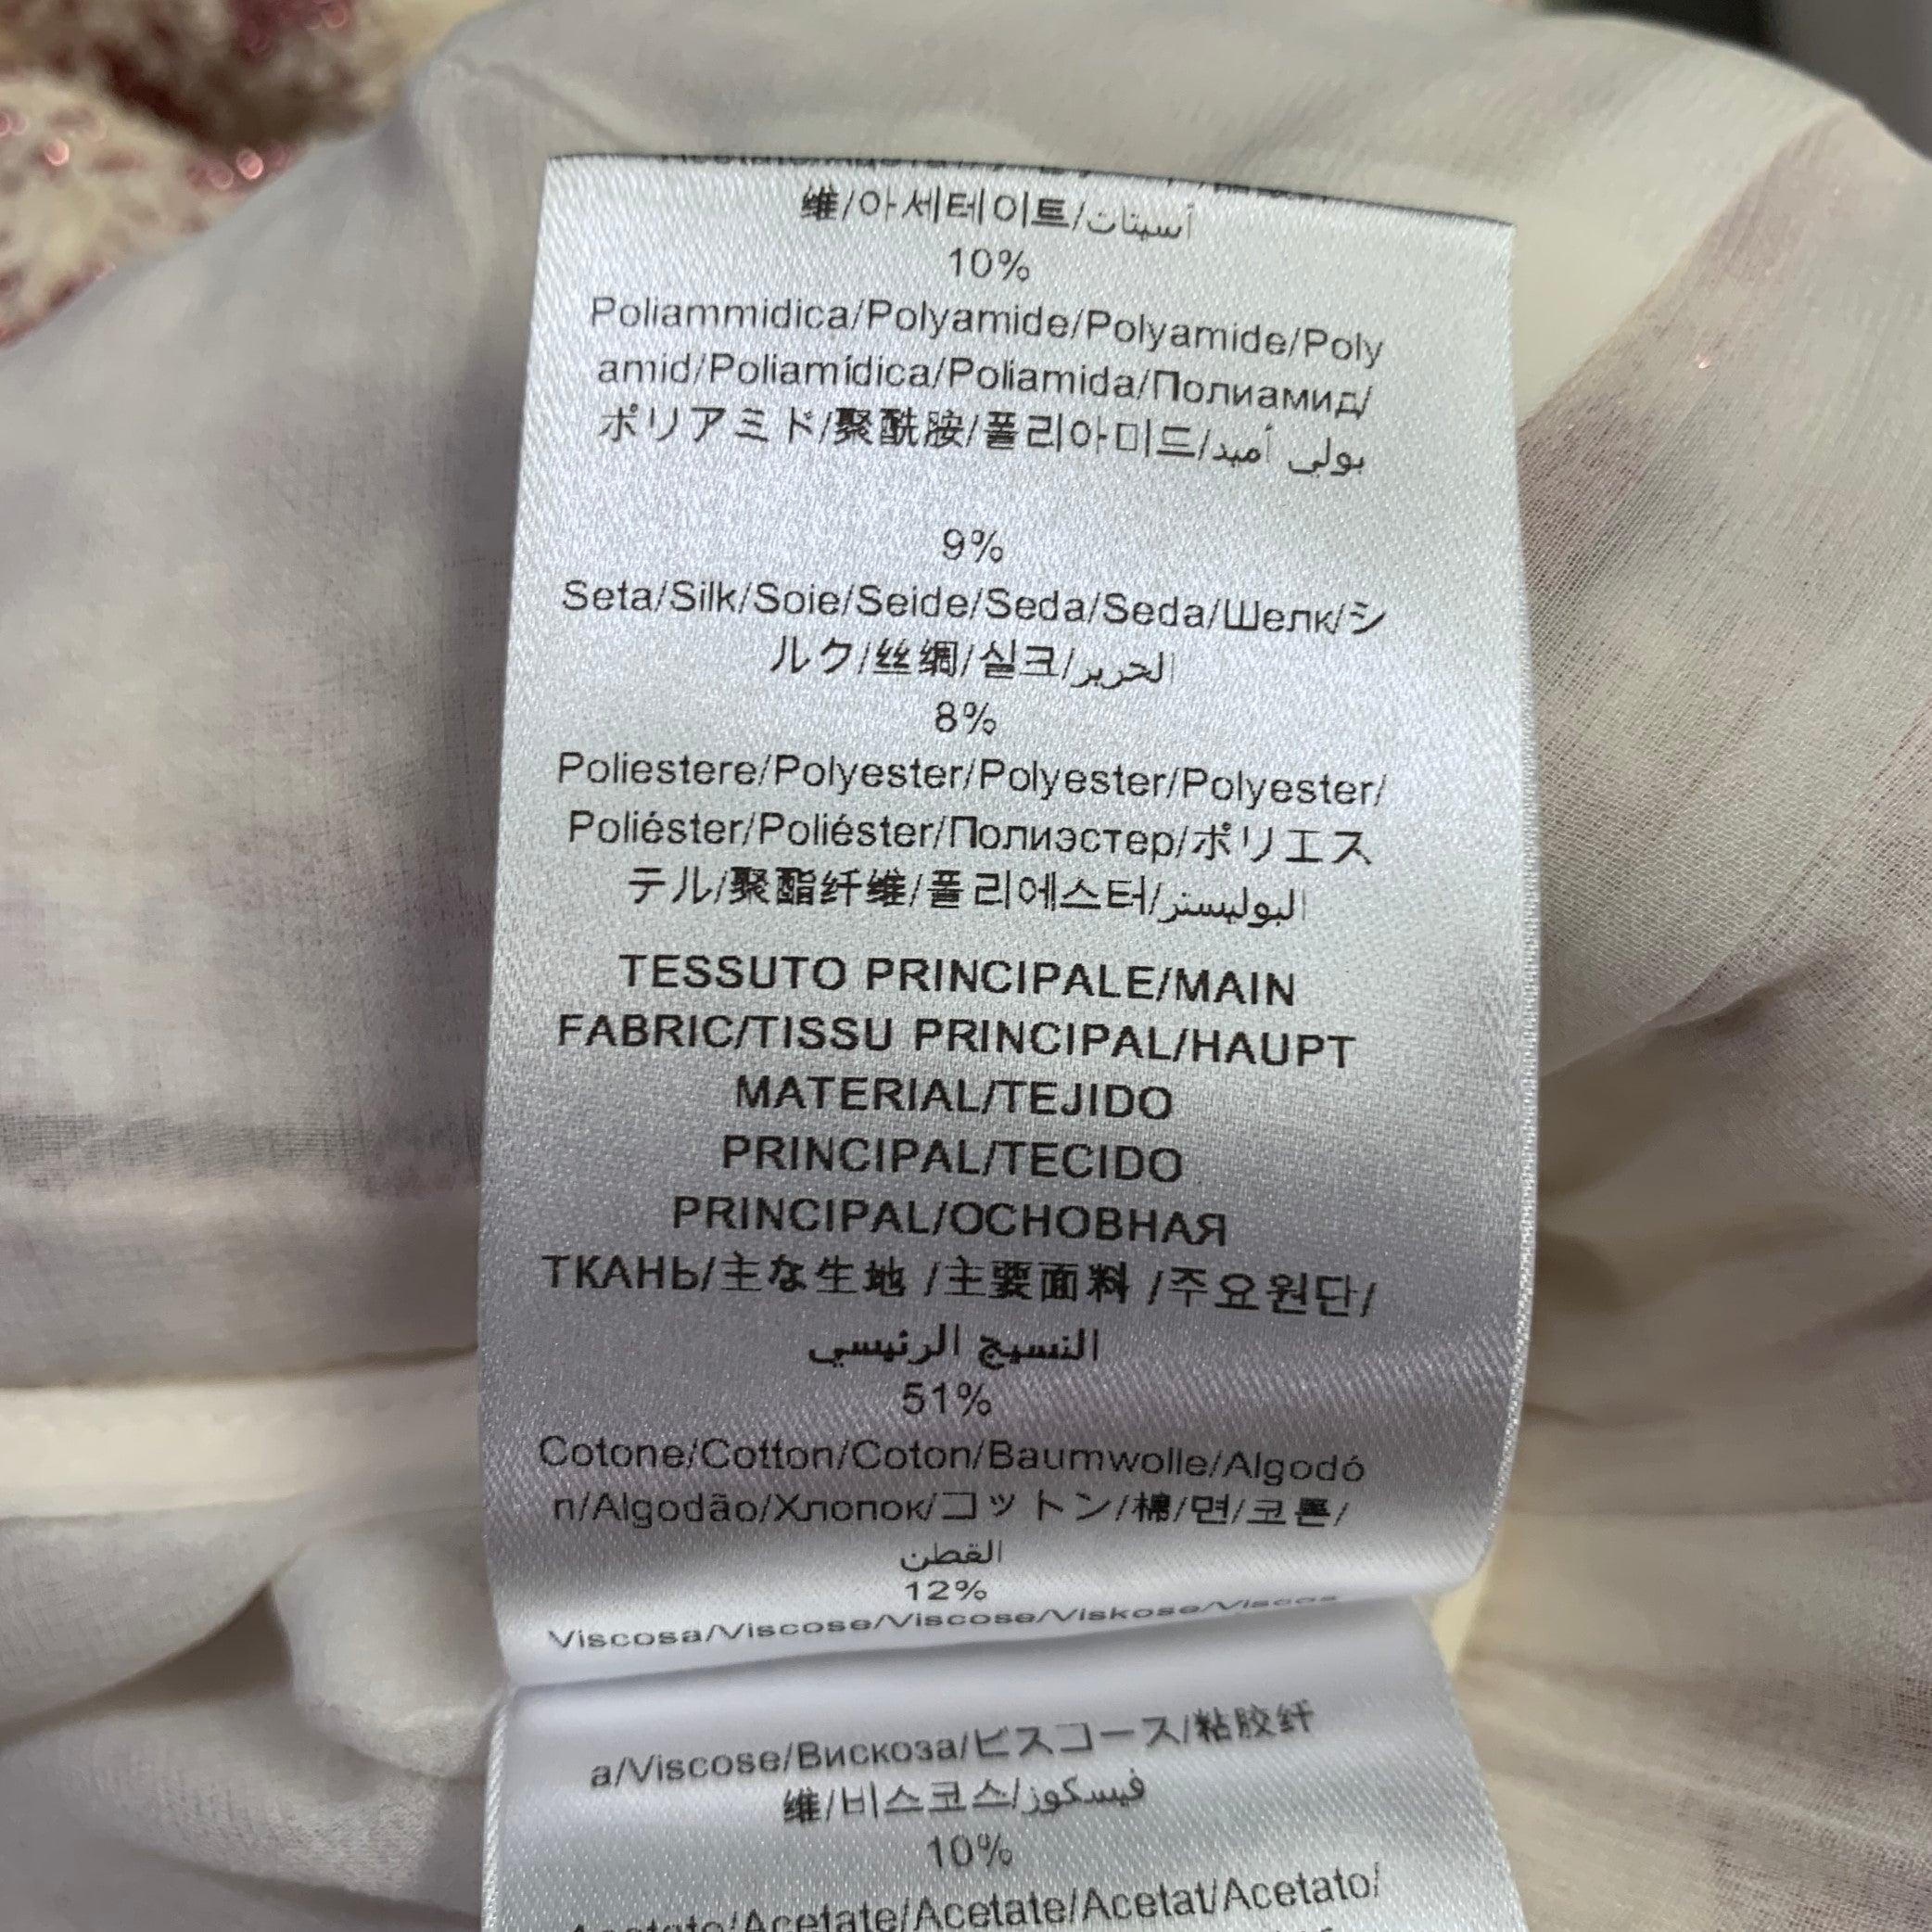 维/아세테이트/أسيتات
10%
Poliammidica/Polyamide/Polyamide/Poly
amid/Poliamídica/Poliamida/Полиамид/
ポリアミド/聚酰胺/폴리아미드/بولي أميد
9%
Seta/Silk/Soie/Seide/Seda/Seda/Шелк/シ
ルク/丝绸/실크/الحرير
8%
Poliestere/Polyester/Polyester/Polyester/
Poliéster/Poliéster/Полиэстер/ポリエス
テル/聚酯纤维/폴리에스터/البوليستر
TESSUTO PRINCIPALE/MAIN
FABRIC/TISSU PRINCIPAL/HAUPT
MATERIAL/TEJIDO
PRINCIPAL/TECIDO
PRINCIPAL/ОСНОВНАЯ
ТКАНЬ/主な生地 /主要面料 /주요원단/
النسيج الرئيسي
51%
Cotone/Cotton/Coton/Baumwolle/Algodó
n/Algodão/Хлопок/コットン/棉/면/코튼/
القطن
12%
Viscosa/Viscose/Viscose/Viskose/Viscos
a/Viscose/Вискоза/ビスコース/粘胶纤
维/비스코스/فيسكوز
10%
Acetato/Acetate/Acetate/Acetat/Acetato/